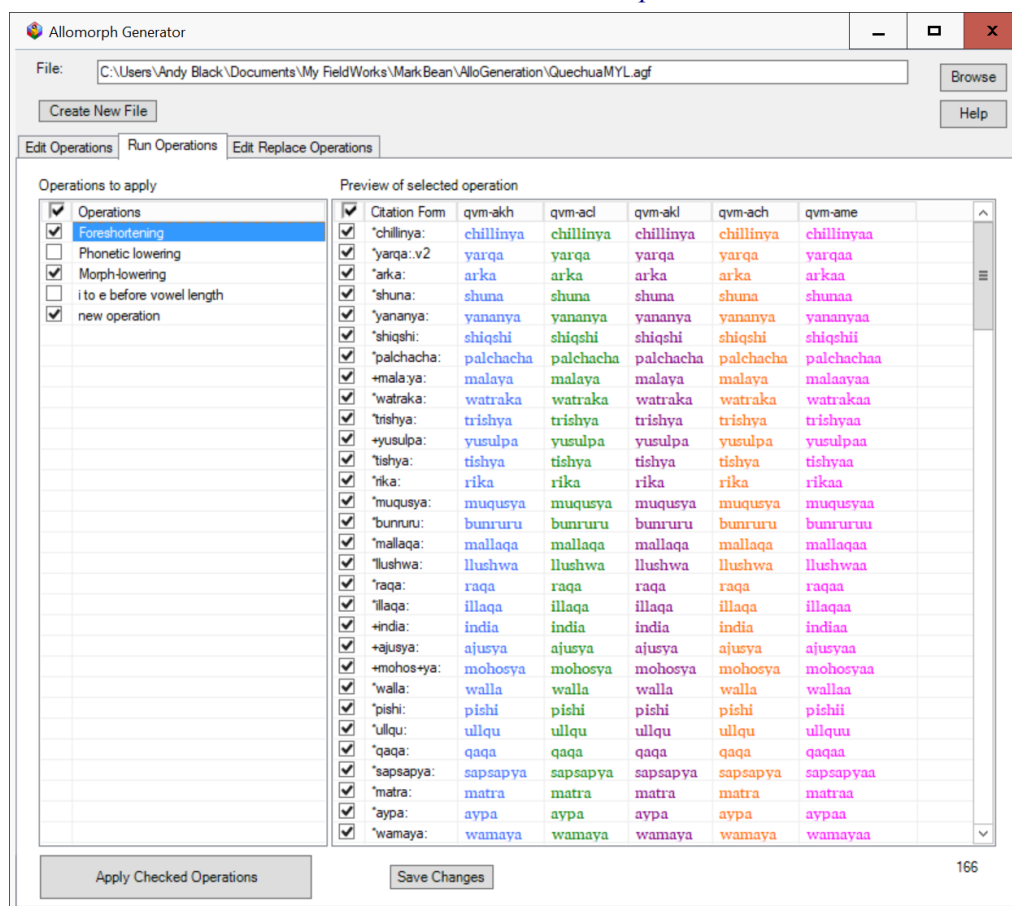 Allomorph Generator
File: C:\Users\Andy Black\Documents\My FieldWorks\MarkBean\AlloGeneration\QuechuaMYL.agf
Browse
Create New File
Help
Edit Operations Run Operations Edit Replace Operations
Operations to apply
Operations
Foreshortening
Phonetic lowering
Morph-lowering
i to e before vowel length
new operation
Preview of selected operation
Citation Form qvm-akh qvm-acl qvm-akl qvm-ach qvm-ame
*chillinya: chillinya chillinya chillinya chillinya chillinyaa
*yarqa:.v2 yarqa yarqa yarqa yarqa yarqaa
*arka: arka arka arka arka arkaa
*shuna: shuna shuna shuna shuna shunaa
*yananya: yananya yananya yananya yananya yananyaa
*shiqshi: shiqshi shiqshi shiqshi shiqshi shiqshii
*palchacha: palchacha palchacha palchacha palchacha palchachaa
+mala:ya: malaya malaya malaya malaya malaayaa
*watraka: watraka watraka watraka watraka watrakaa
*trishya: trishya trishya trishya trishya trishyaa
+yusulpa: yusulpa yusulpa yusulpa yusulpa yusulpaa
*tishya: tishya tishya tishya tishya tishyaa
*rika: rika rika rika rika rikaa
*muqusya: muqusya muqusya muqusya muqusya muqusyaa
*bunruru: bunruru bunruru bunruru bunruru bunruruu
*mallaqa: mallaqa mallaqa mallaqa mallaqa mallaqaa
*llushwa: llushwa llushwa llushwa llushwa llushwaa
*raqa: raqa raqa raqa raqa raqaa
*illaqa: illaqa illaqa illaqa illaqa illaqaa
+india: india india india india indiaa
+ajusya: ajusya ajusya ajusya ajusya ajusyaa
+mohos+ya: mohosya mohosya mohosya mohosya mohosyaa
*walla: walla walla walla walla wallaa
*pishi: pishi pishi pishi pishi pishii
*ullqu: ullqu ullqu ullqu ullqu ullquu
*qaqa: qaqa qaqa qaqa qaqa qaqaa
*sapsapya: sapsapya sapsapya sapsapya sapsapya sapsapyaa
*matra: matra matra matra matra matraa
*aypa: aypa aypa aypa aypa aypaa
*wamaya: wamaya wamaya wamaya wamaya wamayaa
Apply Checked Operations
Save Changes
166